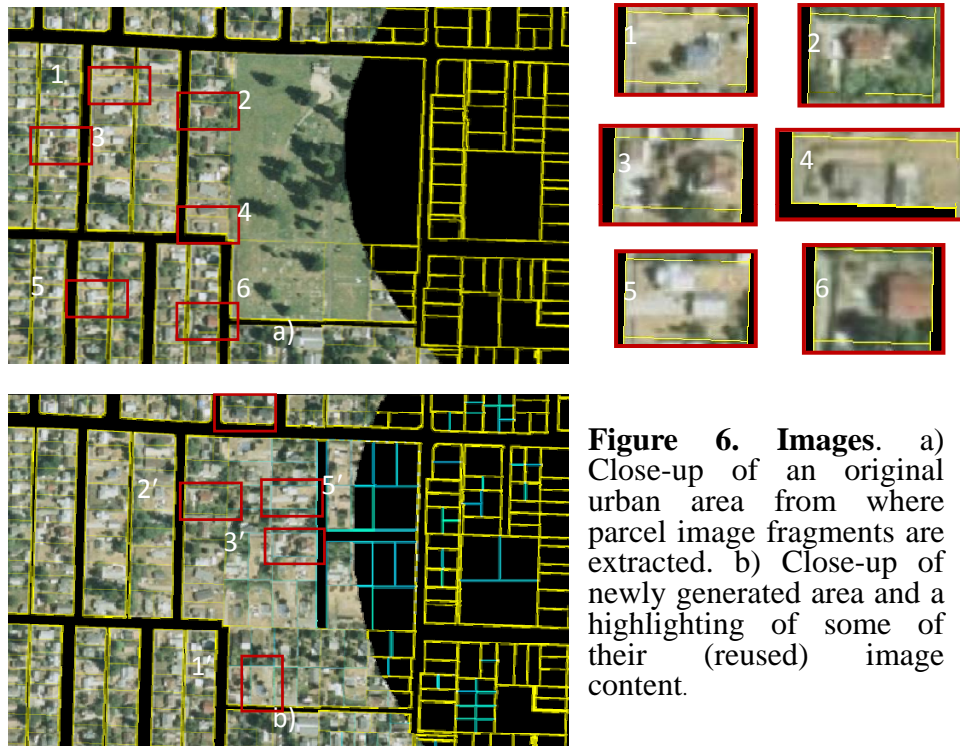 1
2
3
4
5
6
a)
1
2
3
4
5
6
2′
5′
3′
1′
b)
Figure 6. Images. a)
Close-up of an original
urban area from where
parcel image fragments are
extracted. b) Close-up of
newly generated area and a
highlighting of some of
their (reused) image
content.